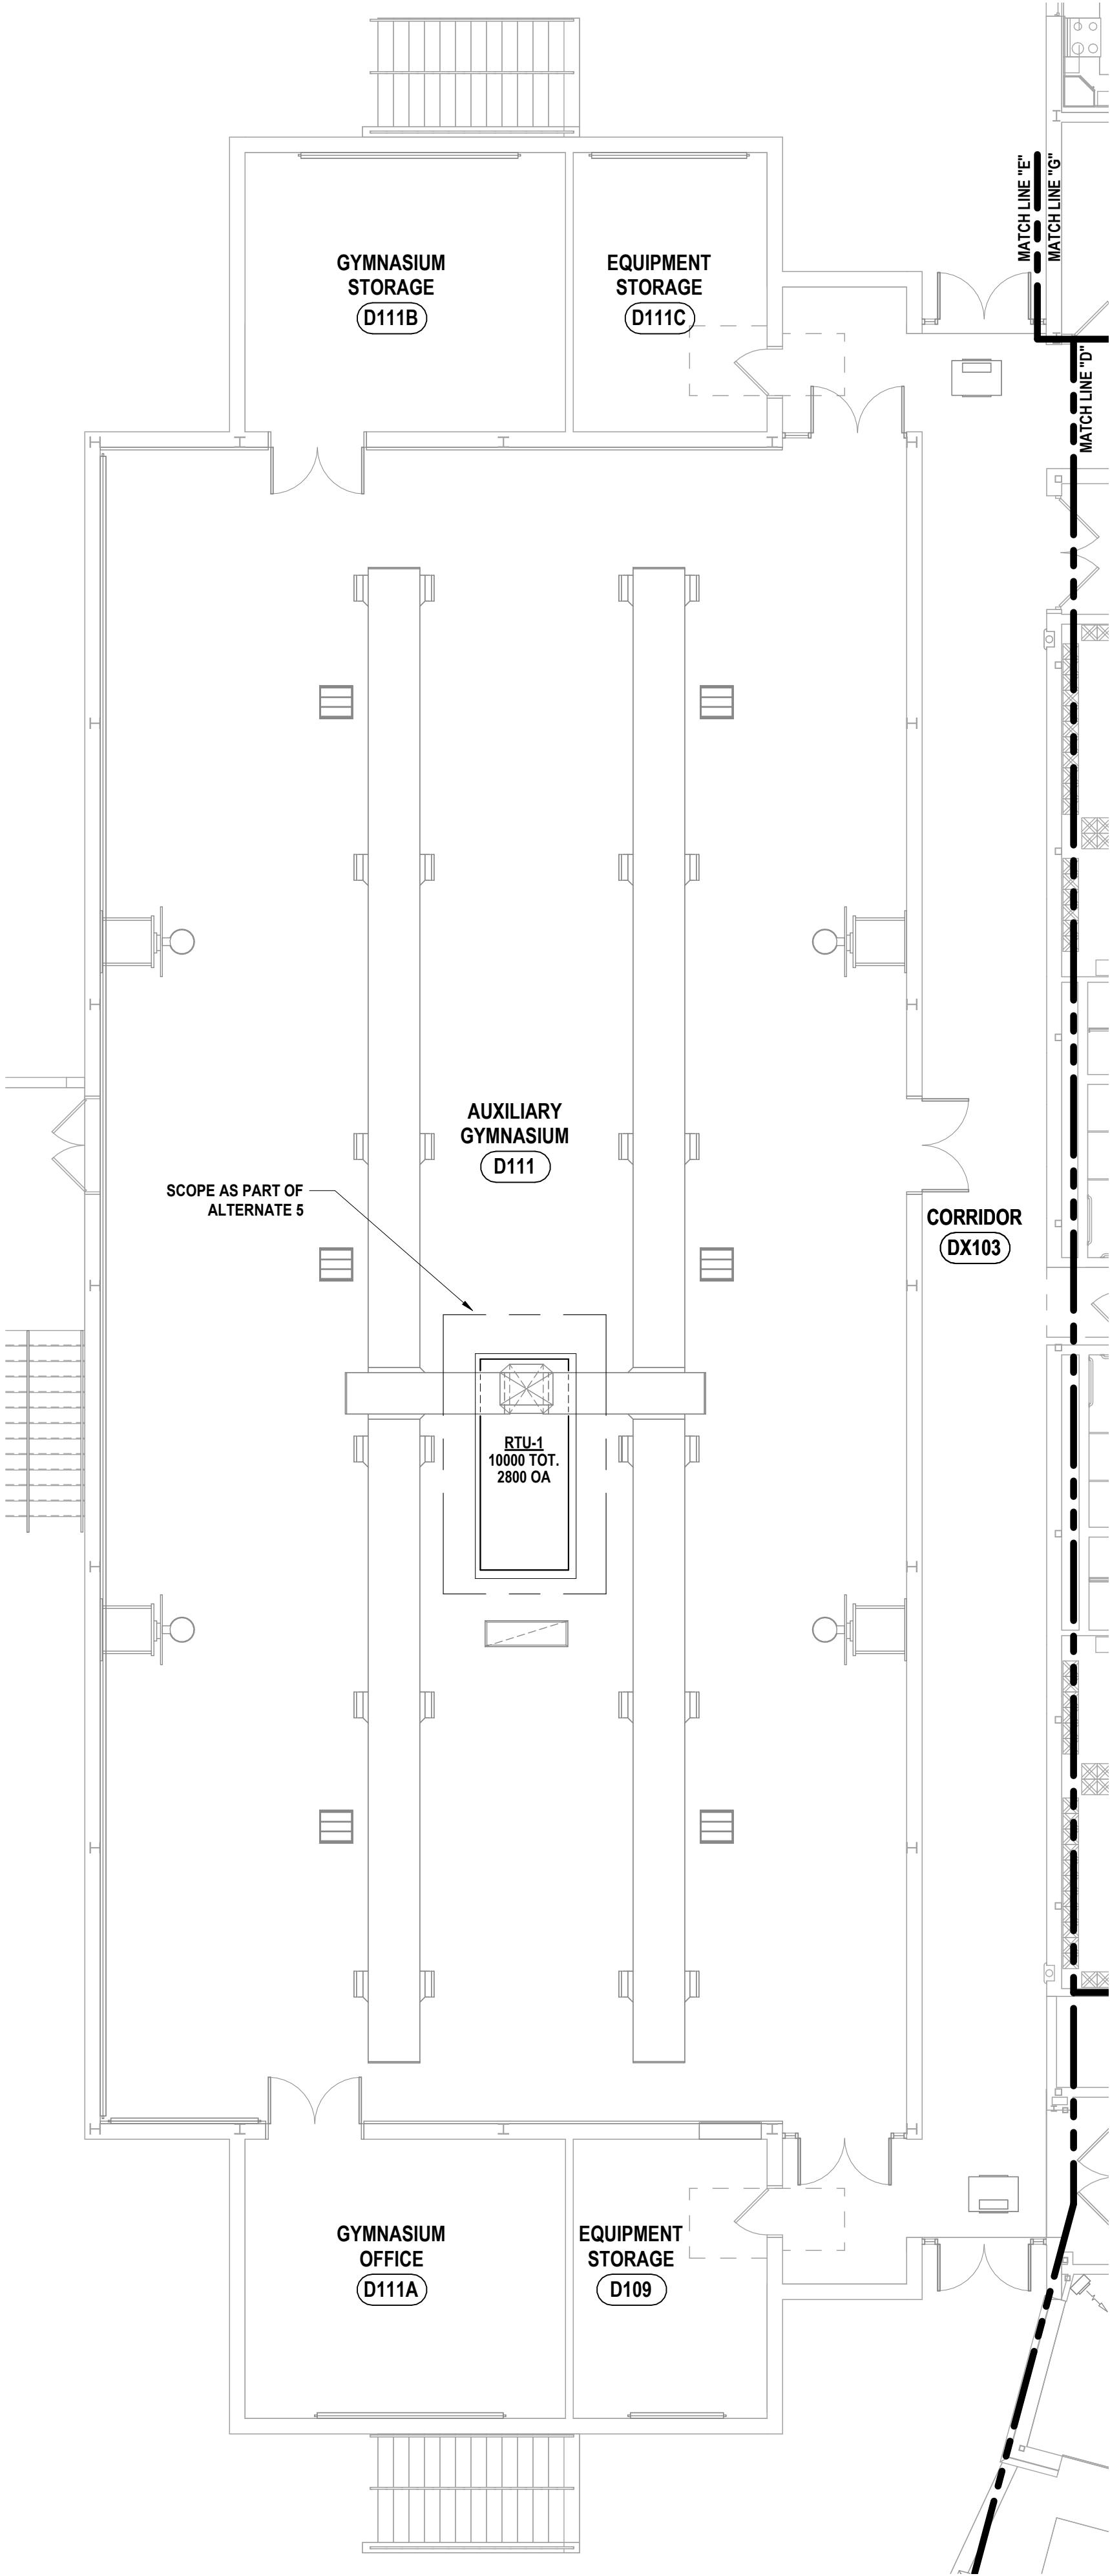 MATCH LINE "E"
MATCH LINE "G"
GYMNASIUM
STORAGE
D111B
EQUIPMENT
STORAGE
D111C
MATCH LINE "D"
AUXILIARY
GYMNASIUM
D111
SCOPE AS PART OF
ALTERNATE 5
CORRIDOR
DX103
RTU-1
10000 TOT.
2800 OA
GYMNASIUM
OFFICE
D111A
EQUIPMENT
STORAGE
D109